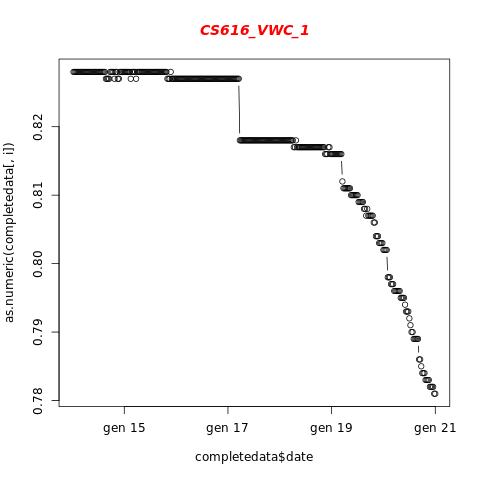 CS616_VWC_1
as.numeric(completedata[, i])
0.82
0.81
0.80
0.79
0.78
gen 15
gen 17
gen 19
gen 21
completedata$date